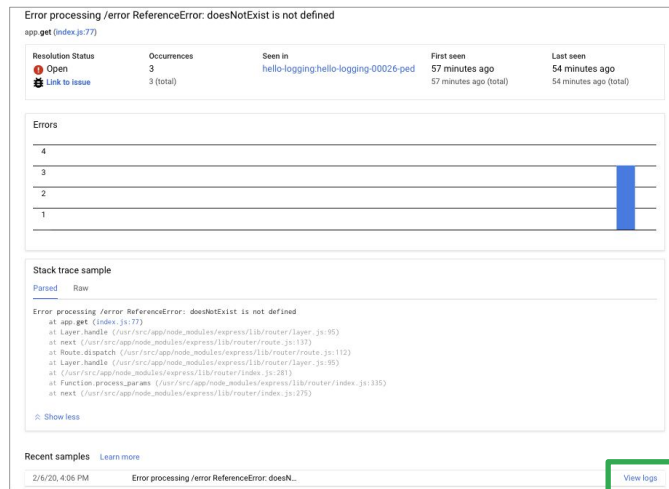 Error processing /error ReferenceError: doesNotExist is not defined
app.get (index.js:77)
Resolution Status Occurrences Seen in First seen Last seen
Open 3 hello-logging:hello-logging-00026-ped 57 minutes ago 54 minutes ago
Link to issue 3 (total) 57 minutes ago (total) 54 minutes ago (total)
Errors
4
3
2
1
Stack trace sample
Parsed Raw
Error processing /error ReferenceError: doesNotExist is not defined
at app.get (index.js:77)
at Layer.handle (/usr/src/app/node_modules/express/lib/router/layer.js:95)
at next (/usr/src/app/node_modules/express/lib/router/route.js:137)
at Route.dispatch (/usr/src/app/node_modules/express/lib/router/route.js:112)
at Layer.handle (/usr/src/app/node_modules/express/lib/router/layer.js:95)
at (/usr/src/app/node_modules/express/lib/router/index.js:281)
at Function.process_params (/usr/src/app/node_modules/express/lib/router/index.js:335)
at next (/usr/src/app/node_modules/express/lib/router/index.js:275)
Show less
Recent samples Learn more
2/6/20, 4:06 PM Error processing /error ReferenceError: doesN... View logs